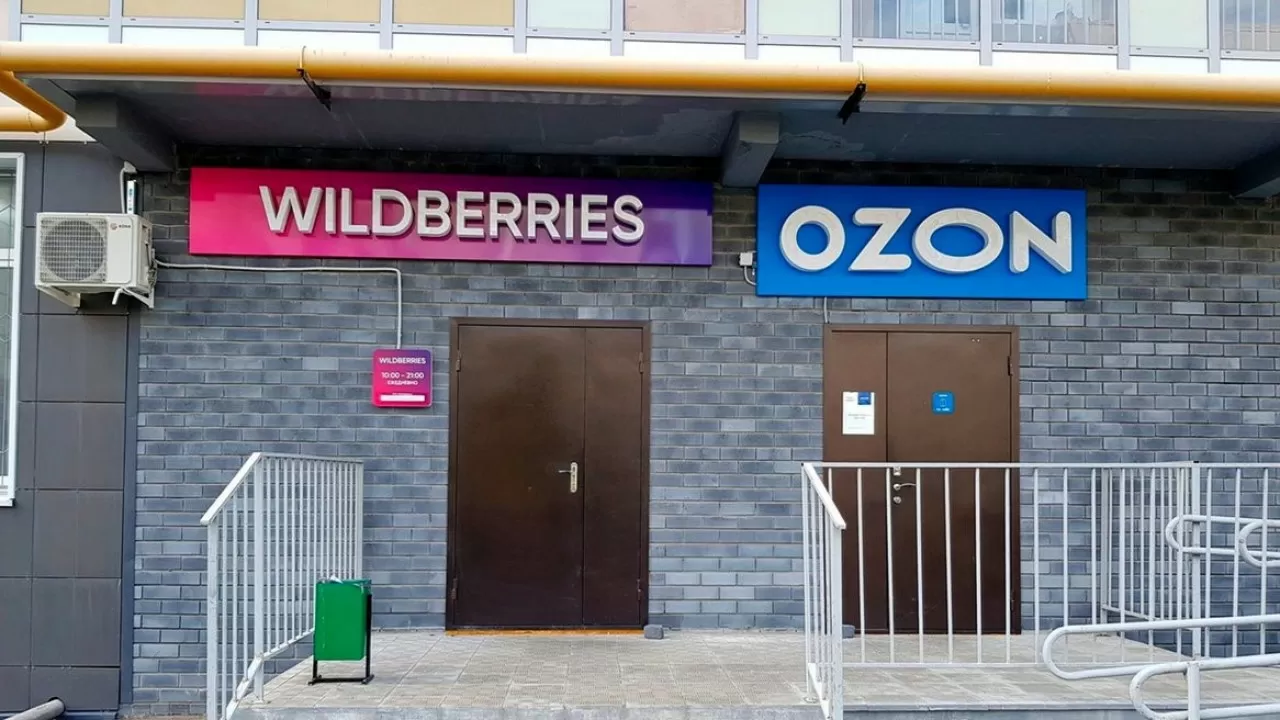 WILDBERRIES
OZON
WILDBERRIES
10:00 - 21:00
ЕЖЕДНЕВНО